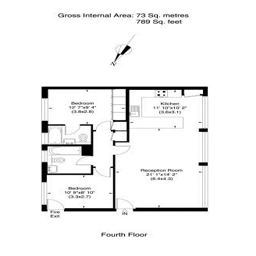 Gross Internal Area: 73 Sq. metres
789 Sq. feet
N
Bedroom
12' 7"x9' 4"
(3.8x2.8)
Kitchen
11' 10"x10' 2"
(3.6x3.1)
Reception Room
21' 1"x14' 2"
(6.4x4.3)
Bedroom
10' 9"x8' 10"
(3.3x2.7)
Fire
Exit
IN
Fourth Floor